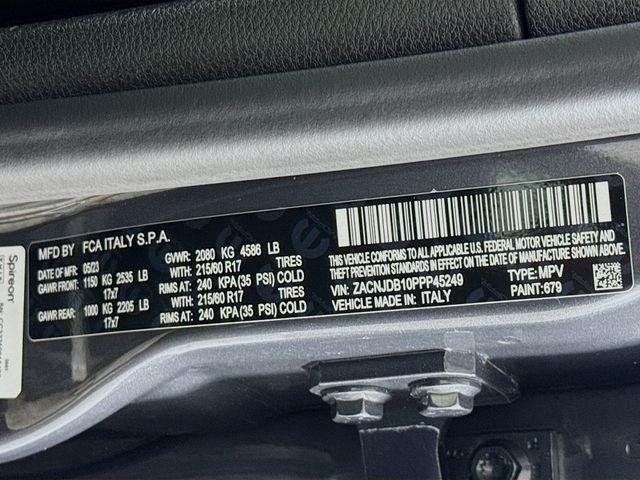 MFD BY FCA ITALY S.P.A.
DATE OF MFR 05/23 GVWR: 2080 KG 4586 LB
GAWR FRONT: 1150 KG 2535 LB WITH: 215/60 R17 TIRES
17x7 RIMS AT: 240 KPA (35 PSI) COLD
GAWR REAR: 1000 KG 2205 LB WITH: 215/60 R17 TIRES
17x7 RIMS AT: 240 KPA (35 PSI) COLD
THIS VEHICLE CONFORMS TO ALL APPLICABLE U.S. FEDERAL MOTOR VEHICLE SAFETY AND
THEFT PREVENTION STANDARDS IN EFFECT ON THE DATE OF MANUFACTURE SHOWN ABOVE.
VIN: ZACNJDB10PPP45249 TYPE: MPV
VEHICLE MADE IN: ITALY PAINT: 679
Spireon